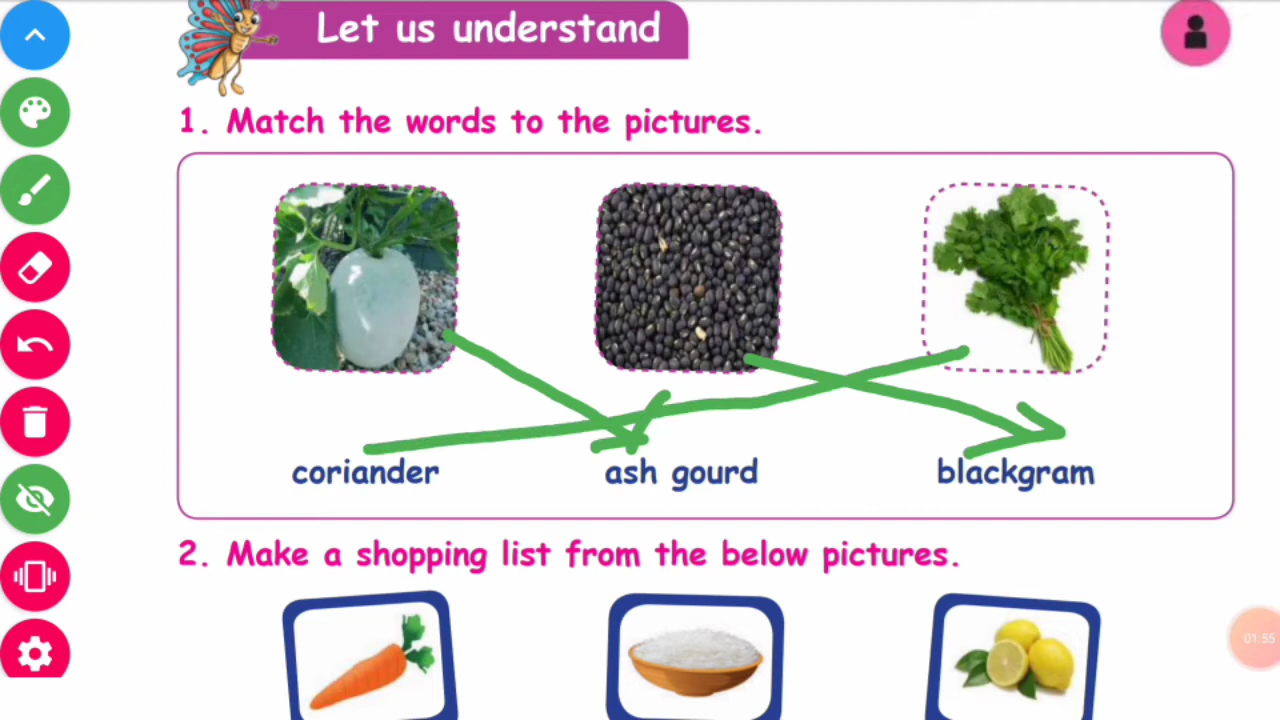 Let us understand
1. Match the words to the pictures.
coriander ash gourd blackgram
2. Make a shopping list from the below pictures.
01:55